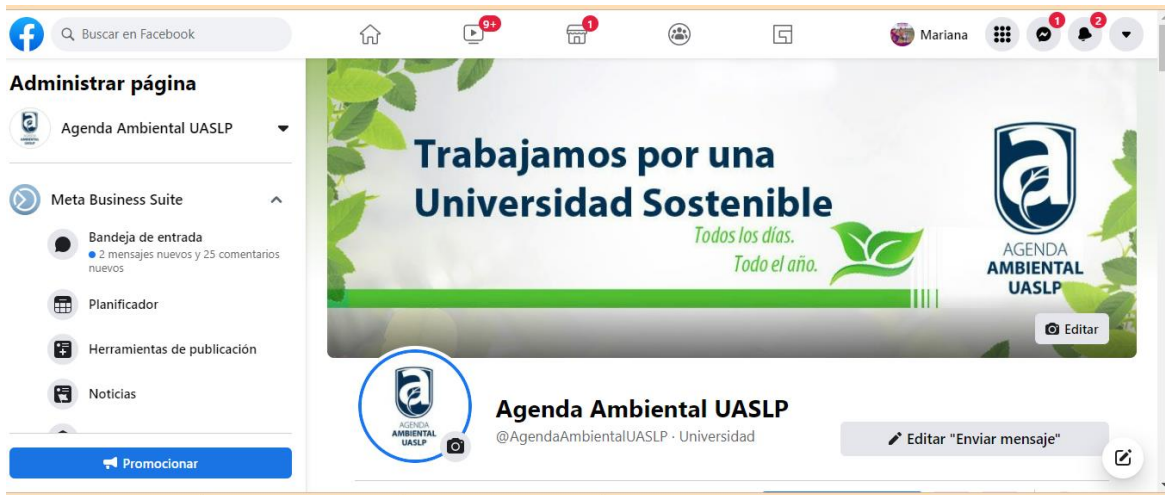 Buscar en Facebook
9+
1
Mariana
1
2
Administrar página
Agenda Ambiental UASLP
Meta Business Suite
Bandeja de entrada
2 mensajes nuevos y 25 comentarios
nuevos
Planificador
Herramientas de publicación
Noticias
Promocionar
Trabajamos por una
Universidad Sostenible
Todos los días.
Todo el año.
AGENDA
AMBIENTAL
UASLP
Editar
AGENDA
AMBIENTAL
UASLP
Agenda Ambiental UASLP
@AgendaAmbientalUASLP · Universidad
Editar "Enviar mensaje"